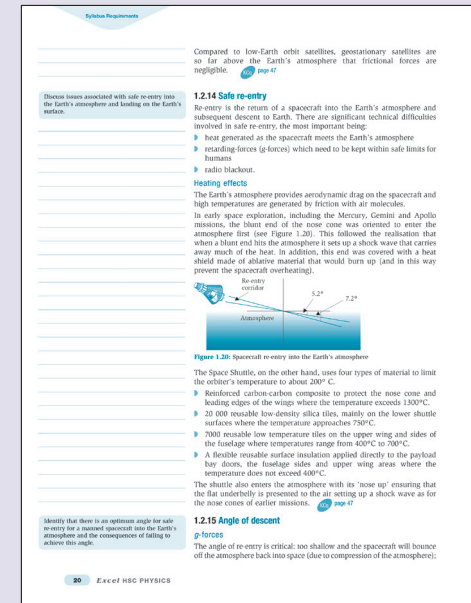 Syllabus Requirements
Compared to low-Earth orbit satellites, geostationary satellites are
so far above the Earth's atmosphere that frictional forces are
negligible. KCq page 47
Discuss issues associated with safe re-entry into
the Earth's atmosphere and landing on the Earth's
surface.
1.2.14 Safe re-entry
Re-entry is the return of a spacecraft into the Earth's atmosphere and
subsequent descent to Earth. There are significant technical difficulties
involved in safe re-entry, the most important being:
heat generated as the spacecraft meets the Earth's atmosphere
retarding-forces (g-forces) which need to be kept within safe limits for
humans
radio blackout.
Heating effects
The Earth's atmosphere provides aerodynamic drag on the spacecraft and
high temperatures are generated by friction with air molecules.
In early space exploration, including the Mercury, Gemini and Apollo
missions, the blunt end of the nose cone was oriented to enter the
atmosphere first (see Figure 1.20). This followed the realisation that
when a blunt end hits the atmosphere it sets up a shock wave that carries
away much of the heat. In addition, this end was covered with a heat
shield made of ablative material that would burn up (and in this way
prevent the spacecraft overheating).
Re-entry
corridor
5.2°
7.2°
Atmosphere
Figure 1.20: Spacecraft re-entry into the Earth's atmosphere
The Space Shuttle, on the other hand, uses four types of material to limit
the orbiter's temperature to about 200° C.
Reinforced carbon-carbon composite to protect the nose cone and
leading edges of the wings where the temperature exceeds 1300°C.
20 000 reusable low-density silica tiles, mainly on the lower shuttle
surfaces where the temperature approaches 750°C.
7000 reusable low temperature tiles on the upper wing and sides of
the fuselage where temperatures range from 400°C to 700°C.
A flexible reusable surface insulation applied directly to the payload
bay doors, the fuselage sides and upper wing areas where the
temperature does not exceed 400°C.
The shuttle also enters the atmosphere with its 'nose up' ensuring that
the flat underbelly is presented to the air setting up a shock wave as for
the nose cones of earlier missions. KCq page 47
Identify that there is an optimum angle for safe
re-entry for a manned spacecraft into the Earth's
atmosphere and the consequences of failing to
achieve this angle.
1.2.15 Angle of descent
g-forces
The angle of re-entry is critical: too shallow and the spacecraft will bounce
off the atmosphere back into space (due to compression of the atmosphere);
20 Excel HSC PHYSICS